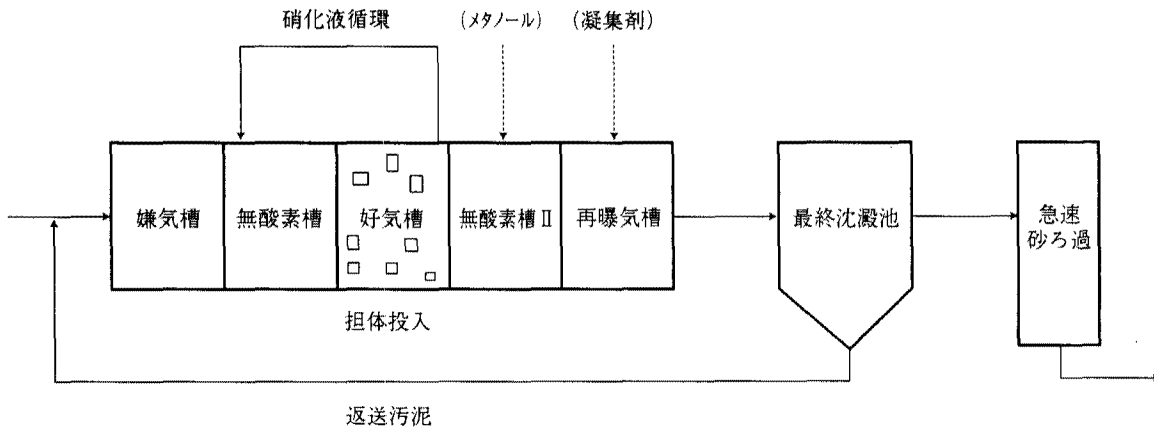 硝化液循環
(メタノール)
(凝集剤)
嫌気槽
無酸素槽
好気槽
無酸素槽Ⅱ
再曝気槽
最終沈澱池
急速
砂ろ過
担体投入
返送汚泥